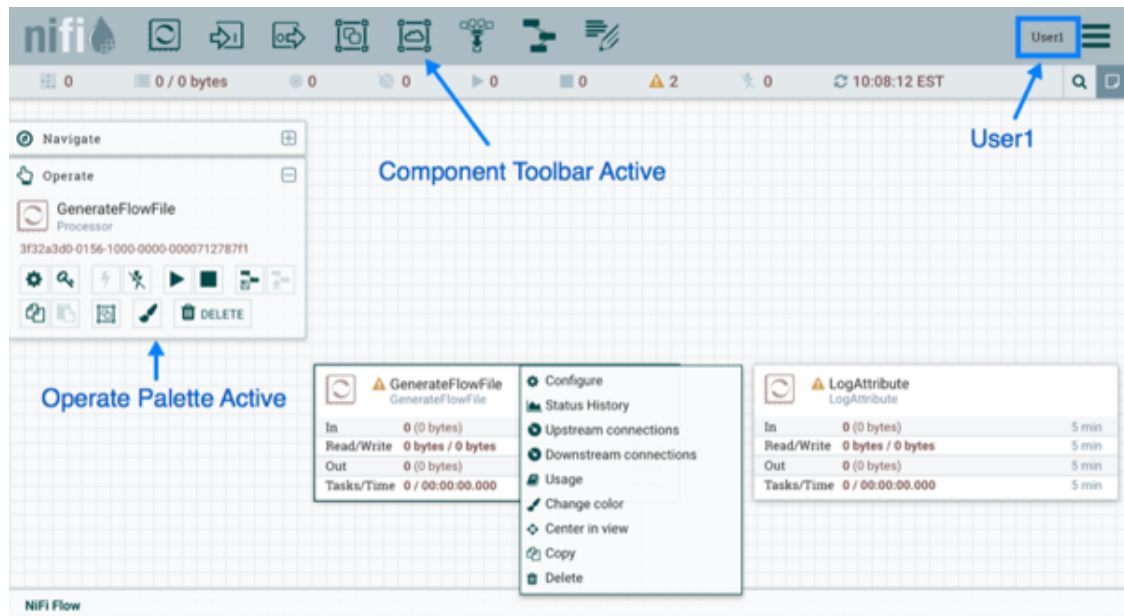 nifi
User1
0
0 / 0 bytes
0
0
0
0
2
0
10:08:12 EST
Navigate
User1
Component Toolbar Active
Operate
GenerateFlowFile
Processor
3f32a3d0-0156-1000-0000-0000712787f1
DELETE
Operate Palette Active
GenerateFlowFile
GenerateFlowFile
In 0 (0 bytes)
Read/Write 0 bytes / 0 bytes
Out 0 (0 bytes)
Tasks/Time 0 / 00:00:00.000
Configure
Status History
Upstream connections
Downstream connections
Usage
Change color
Center in view
Copy
Delete
LogAttribute
LogAttribute
In 0 (0 bytes) 5 min
Read/Write 0 bytes / 0 bytes 5 min
Out 0 (0 bytes) 5 min
Tasks/Time 0 / 00:00:00.000 5 min
NiFi Flow